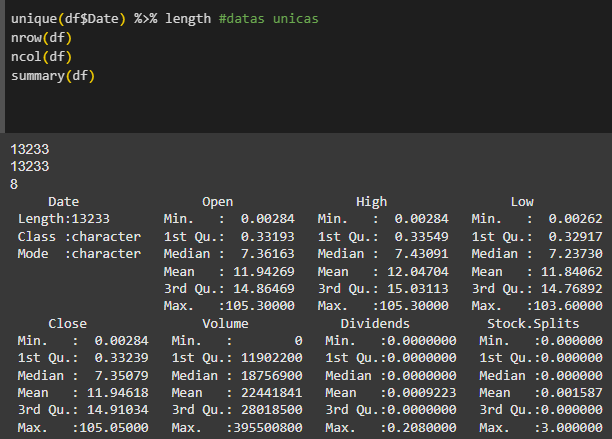 unique(df$Date) %>% length #datas unicas
nrow(df)
ncol(df)
summary(df)
13233
13233
8
     Date                Open                High                Low
 Length:13233       Min.   :  0.00284   Min.   :  0.00284   Min.   :  0.00262
 Class :character   1st Qu.:  0.33193   1st Qu.:  0.33549   1st Qu.:  0.32917
 Mode  :character   Median :  7.36163   Median :  7.43091   Median :  7.23730
                    Mean   : 11.94269   Mean   : 12.04704   Mean   : 11.84062
                    3rd Qu.: 14.86469   3rd Qu.: 15.03113   3rd Qu.: 14.76892
                    Max.   :105.30000   Max.   :105.30000   Max.   :103.60000
     Close               Volume            Dividends          Stock.Splits
 Min.   :  0.00284   Min.   :        0   Min.   :0.0000000   Min.   :0.000000
 1st Qu.:  0.33239   1st Qu.: 11902200   1st Qu.:0.0000000   1st Qu.:0.000000
 Median :  7.35079   Median : 18756900   Median :0.0000000   Median :0.000000
 Mean   : 11.94618   Mean   : 22441841   Mean   :0.0009223   Mean   :0.001587
 3rd Qu.: 14.91034   3rd Qu.: 28018500   3rd Qu.:0.0000000   3rd Qu.:0.000000
 Max.   :105.05000   Max.   :395500800   Max.   :0.2080000   Max.   :3.000000